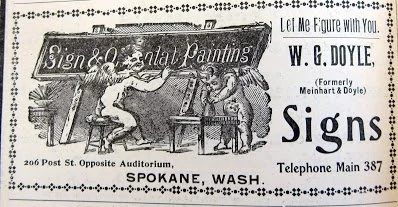 Sign & O namental Painting
Let Me Figure with You.
W. G. DOYLE,
(Formerly
Meinhart & Doyle)
Signs
206 Post St. Opposite Auditorium,
Telephone Main 387
SPOKANE, WASH.